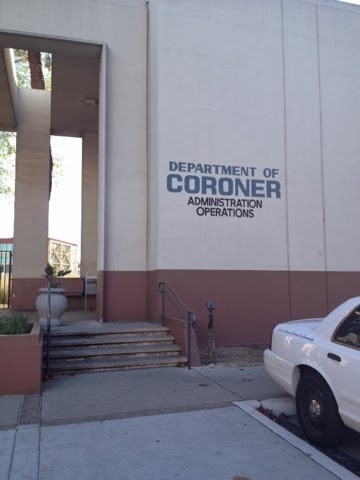 DEPARTMENT OF
CORONER
ADMINISTRATION
OPERATIONS